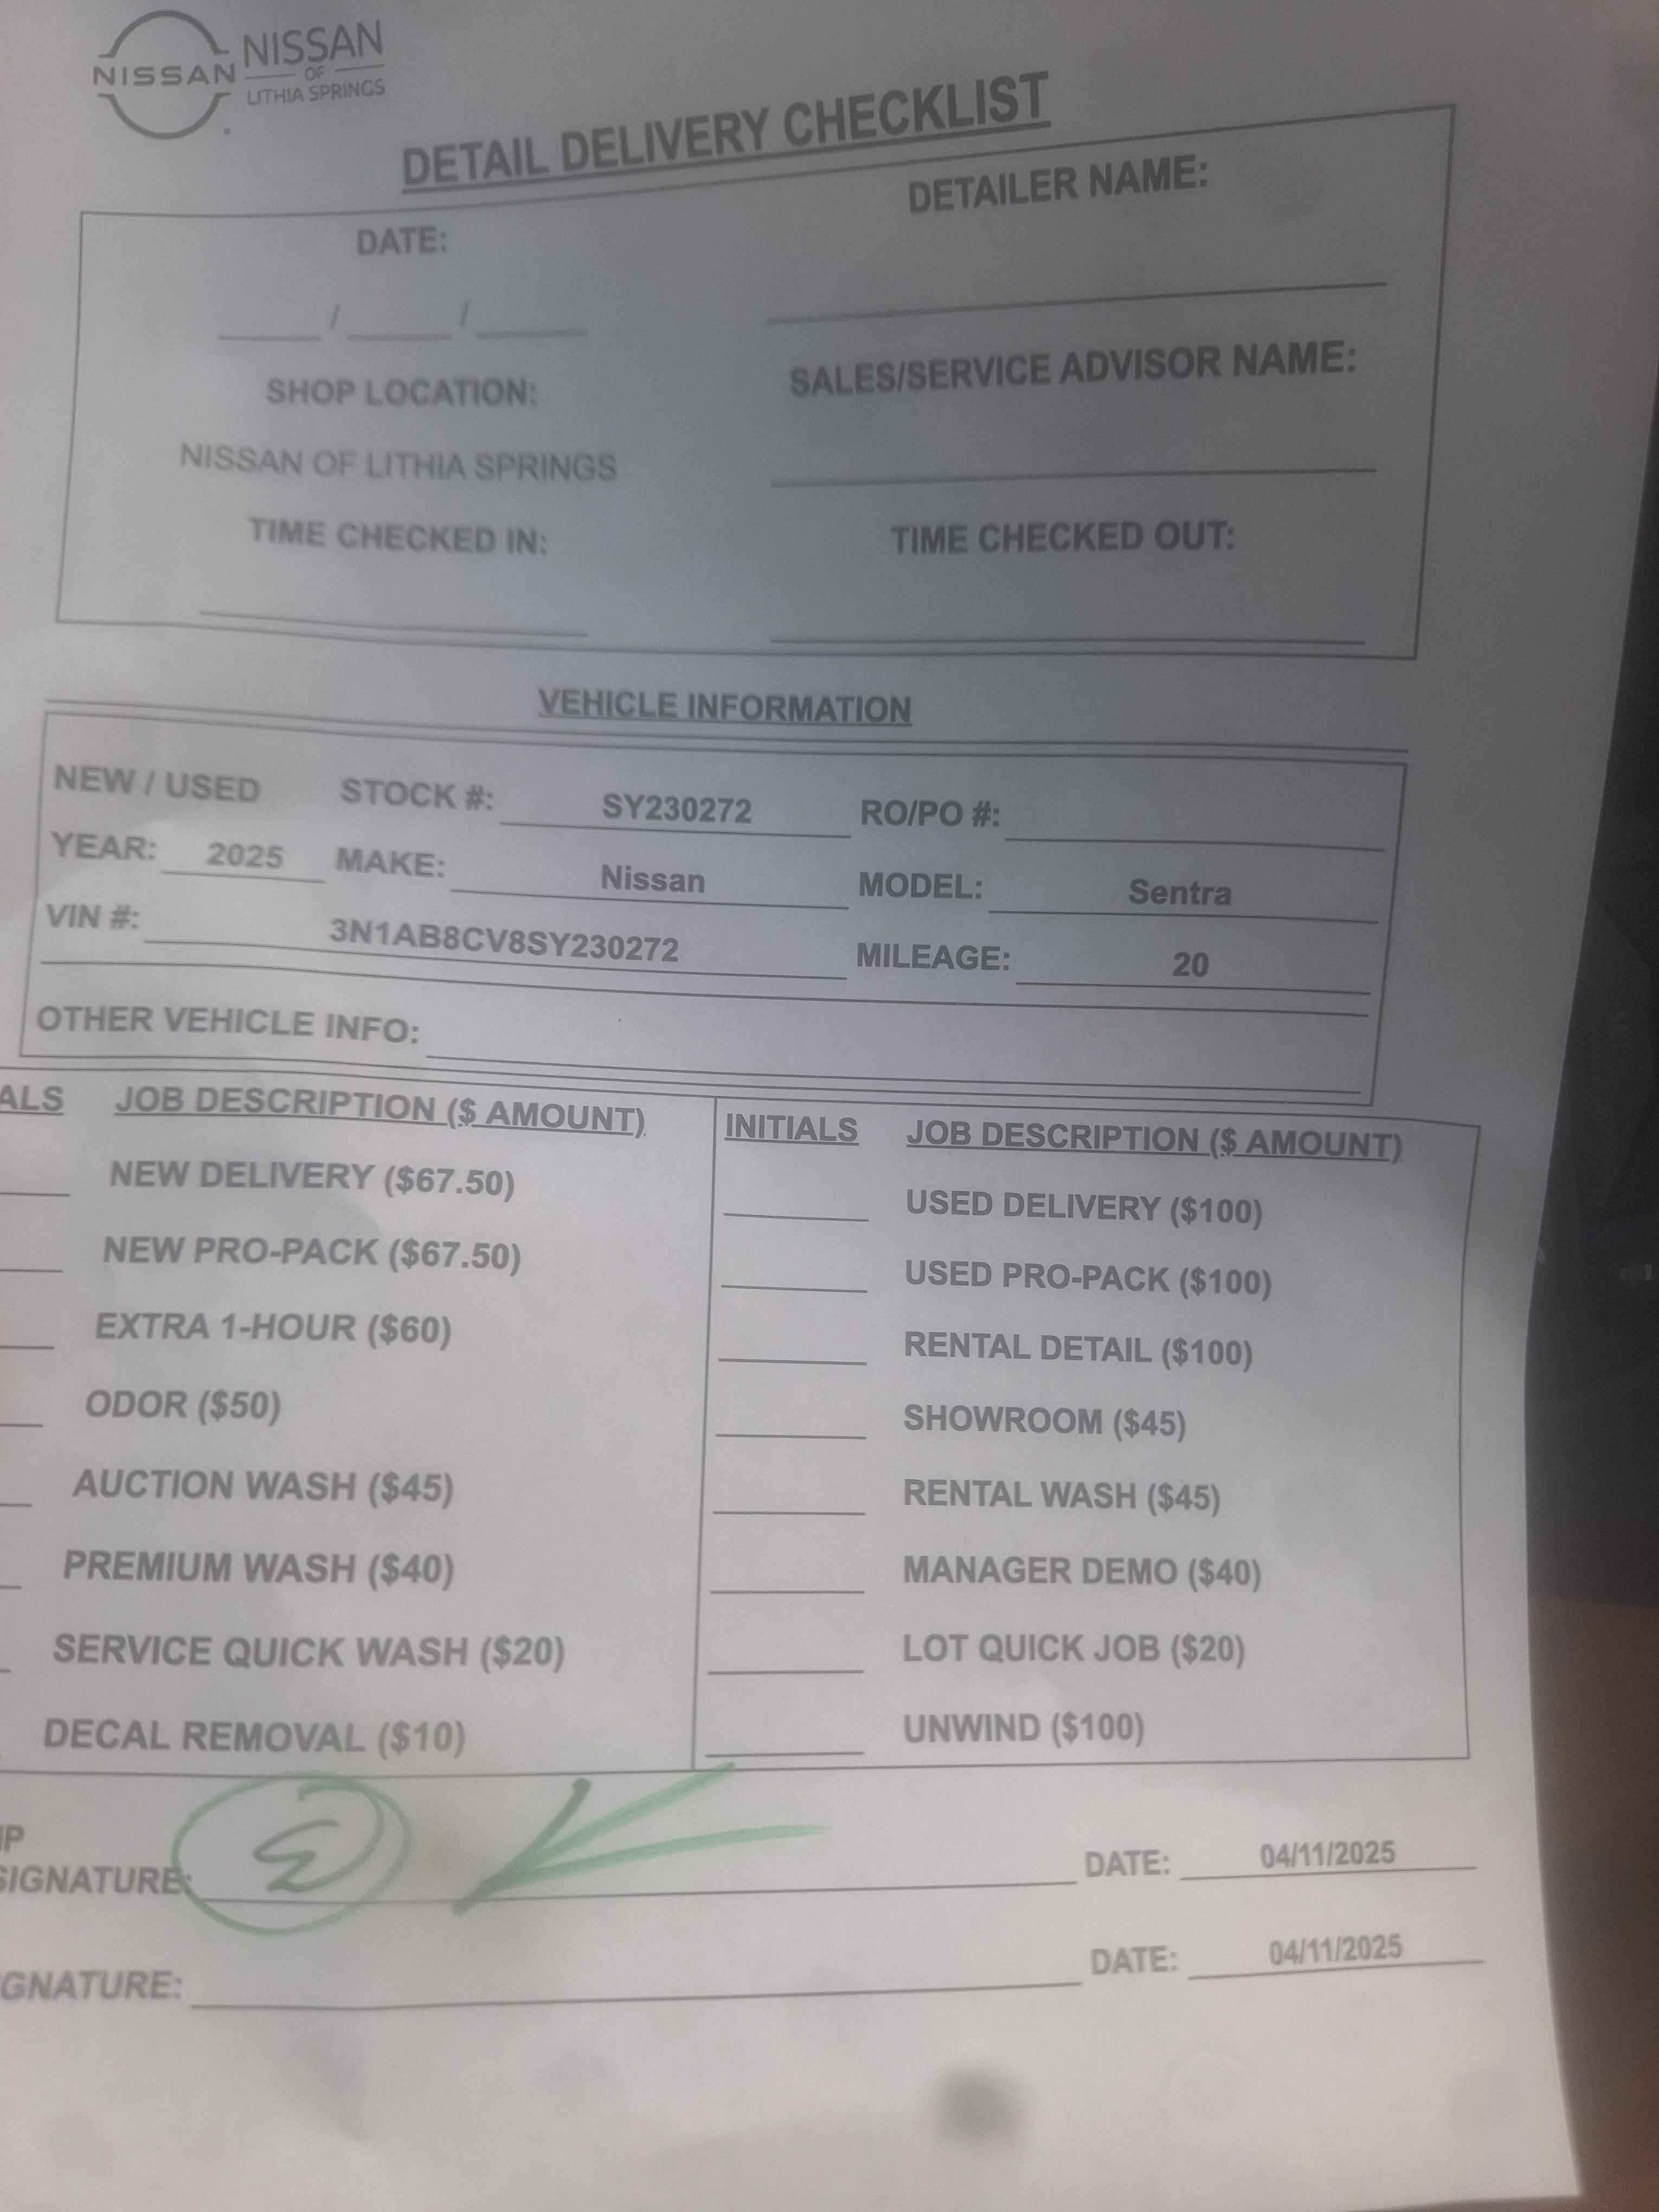 NISSAN
NISSAN
OF
LITHIA SPRINGS
DETAIL DELIVERY CHECKLIST
DATE:
DETAILER NAME:
/ /
SHOP LOCATION:
SALES/SERVICE ADVISOR NAME:
NISSAN OF LITHIA SPRINGS
TIME CHECKED IN:
TIME CHECKED OUT:
VEHICLE INFORMATION
NEW / USED STOCK #: SY230272 RO/PO #:
YEAR: 2025 MAKE: Nissan MODEL: Sentra
VIN #: 3N1AB8CV8SY230272 MILEAGE: 20
OTHER VEHICLE INFO:
ALS JOB DESCRIPTION ($ AMOUNT) INITIALS JOB DESCRIPTION ($ AMOUNT)
NEW DELIVERY ($67.50) USED DELIVERY ($100)
NEW PRO-PACK ($67.50) USED PRO-PACK ($100)
EXTRA 1-HOUR ($60) RENTAL DETAIL ($100)
ODOR ($50) SHOWROOM ($45)
AUCTION WASH ($45) RENTAL WASH ($45)
PREMIUM WASH ($40) MANAGER DEMO ($40)
SERVICE QUICK WASH ($20) LOT QUICK JOB ($20)
DECAL REMOVAL ($10) UNWIND ($100)
IP
SIGNATURE: DATE: 04/11/2025
GNATURE: DATE: 04/11/2025